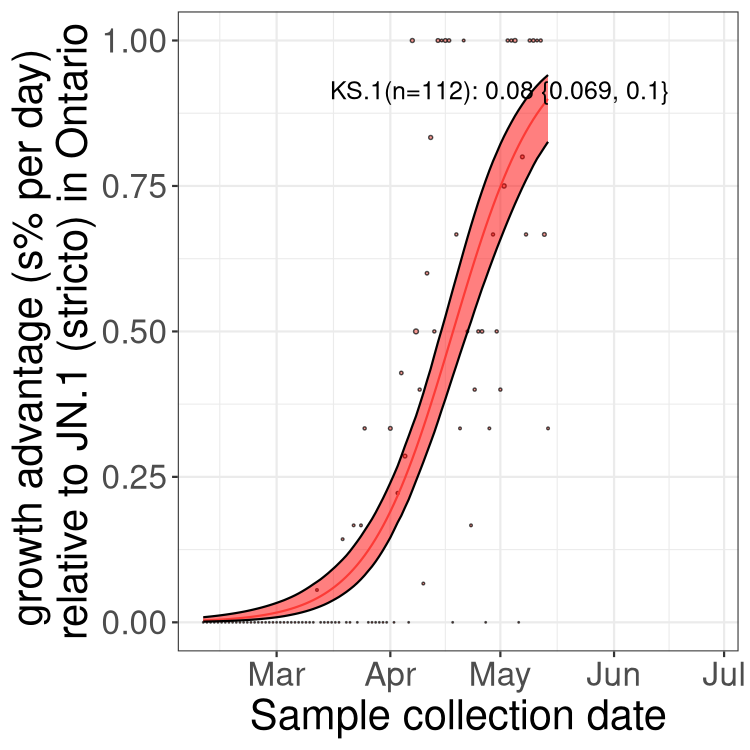 growth advantage (s% per day)
relative to JN.1 (stricto) in Ontario
1.00
0.75
0.50
0.25
0.00
KS.1(n=112): 0.08 {0.069, 0.1}
Mar
Apr
May
Jun
Jul
Sample collection date